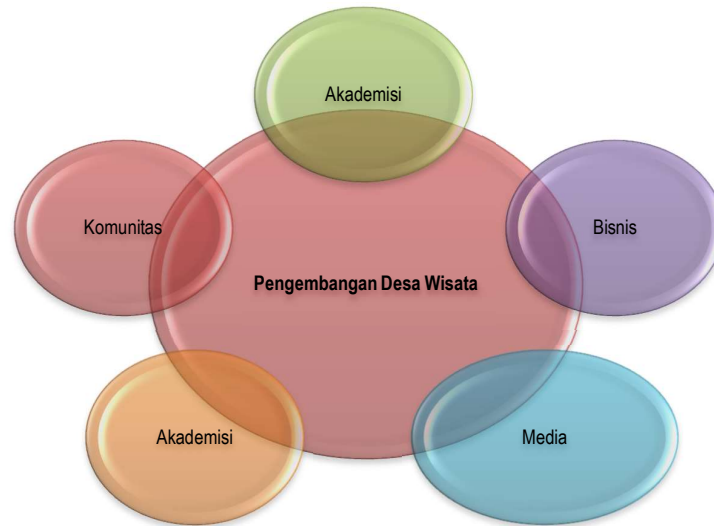 Akademisi
Komunitas
Bisnis
Pengembangan Desa Wisata
Akademisi
Media